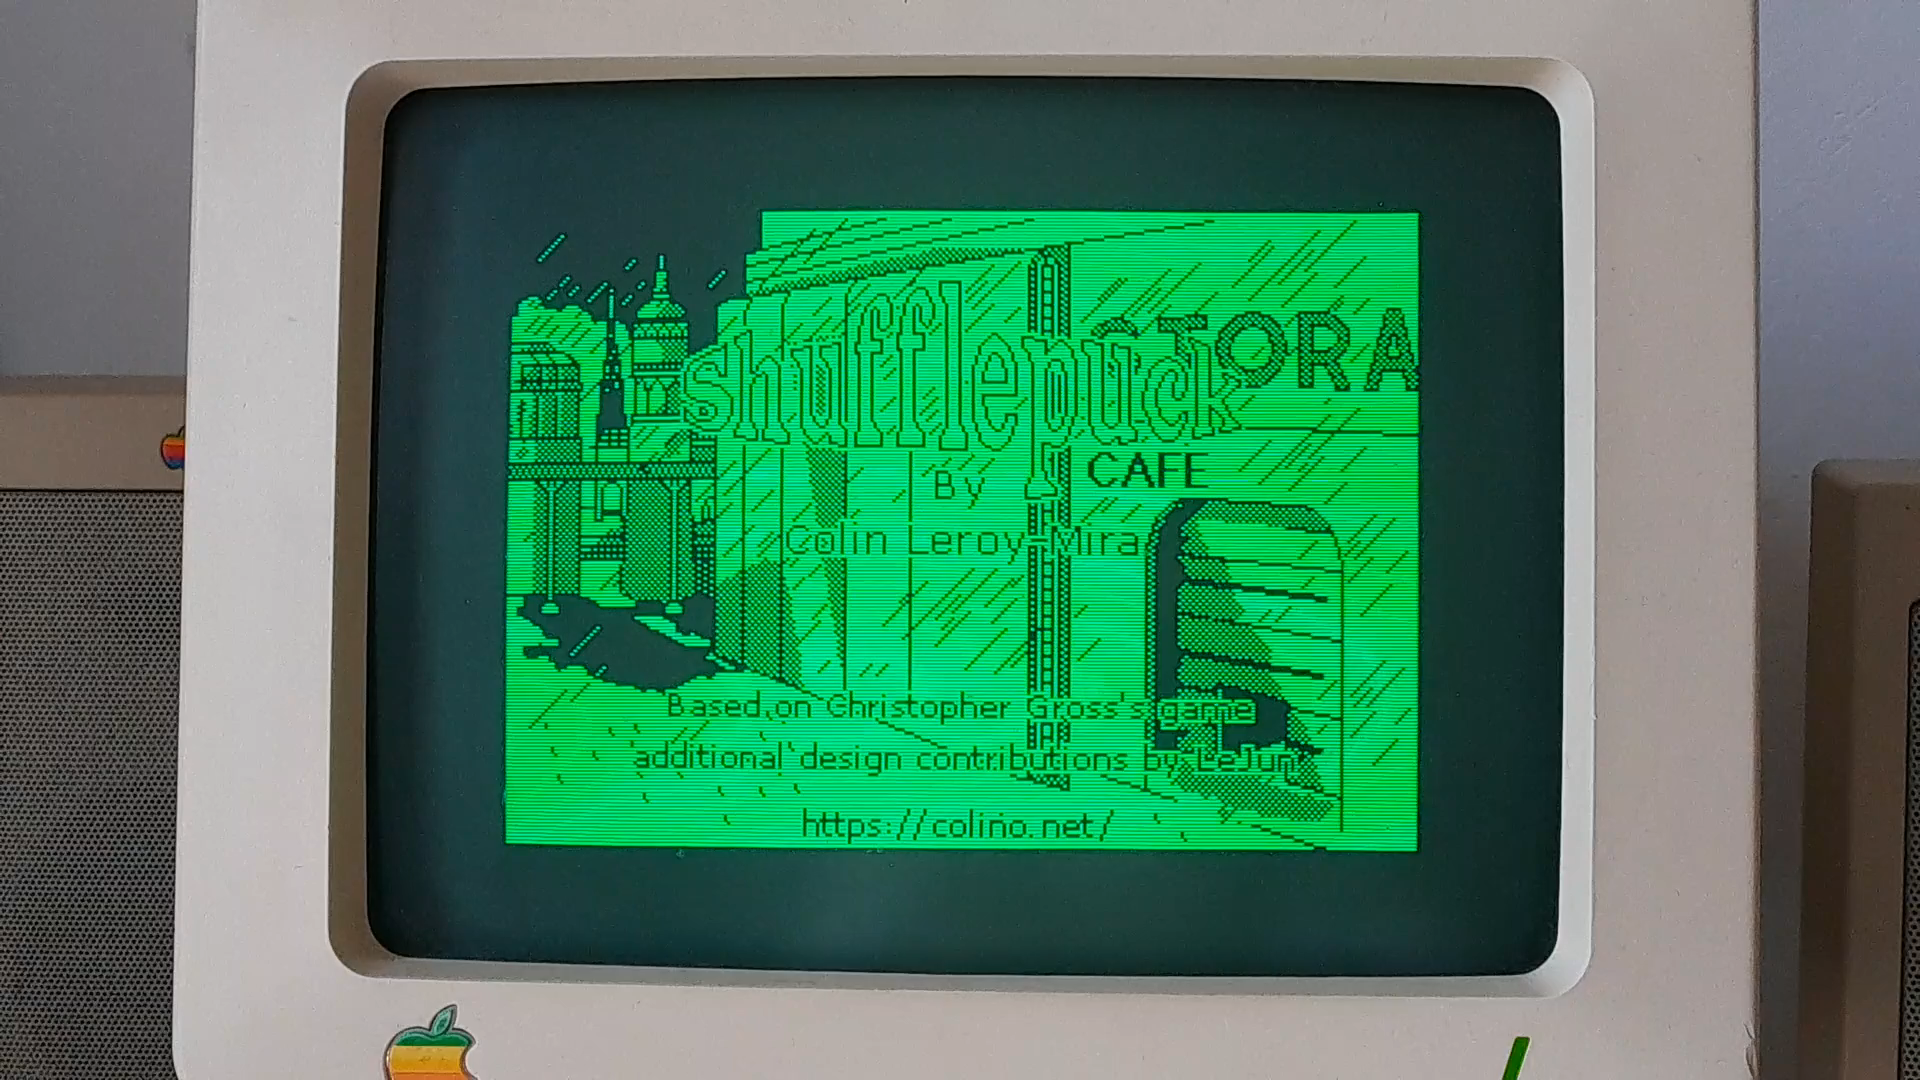 shufflepuck
STORA
CAFE
By
Colin Leroy-Mira
Based on Christopher Gross's game
additional design contributions by LeJun
https://colino.net/